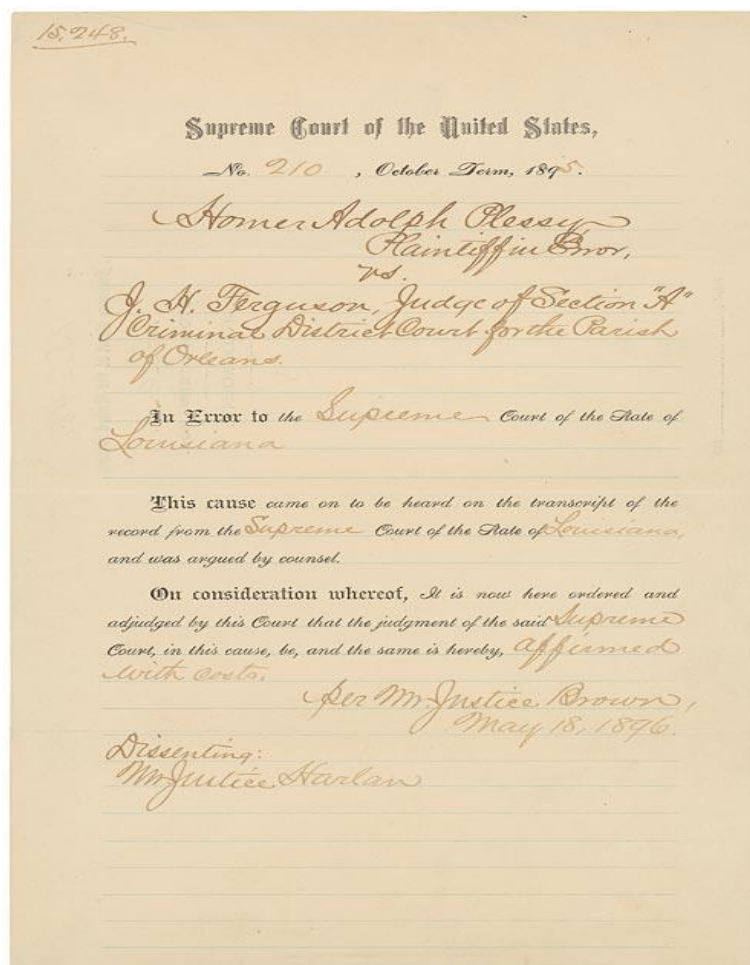 15,248.
Supreme Court of the United States,
No. 210, October Term, 1895.
Homer Adolph Plessy,
Plaintiff in Error,
vs.
J. H. Ferguson, Judge of Section "A"
Criminal District Court for the Parish
of Orleans.
In Error to the Supreme Court of the State of
Louisiana
This cause came on to be heard on the transcript of the
record from the Supreme Court of the State of Louisiana,
and was argued by counsel.
On consideration whereof, It is now here ordered and
adjudged by this Court that the judgment of the said Supreme
Court, in this cause, be, and the same is hereby, affirmed
with costs.
per Mr. Justice Brown,
May 18, 1896.
Dissenting:
Mr. Justice Harlan